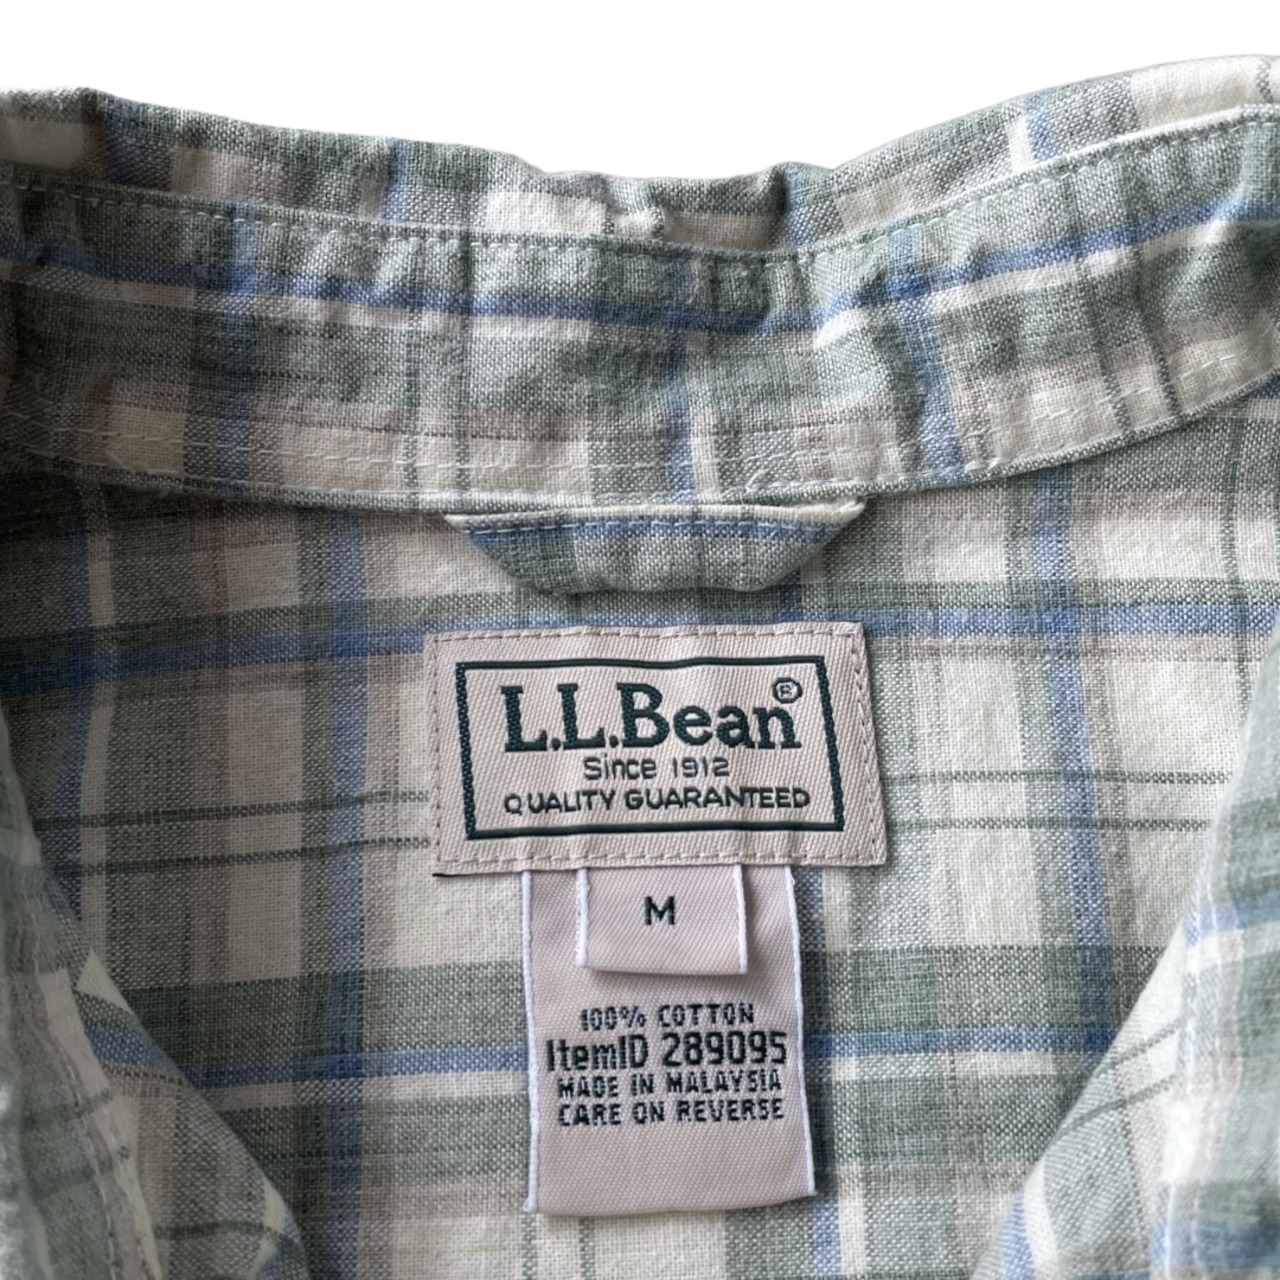 L.L.Bean®
Since 1912
QUALITY GUARANTEED
M
100% COTTON
ItemID 289095
MADE IN MALAYSIA
CARE ON REVERSE